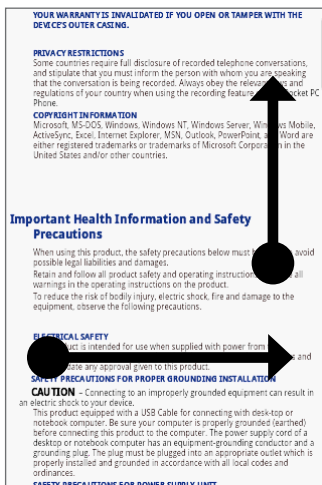 YOUR WARRANTY IS INVALIDATED IF YOU OPEN OR TAMPER WITH THE
DEVICE'S OUTER CASING.
PRIVACY RESTRICTIONS
Some countries require full disclosure of recorded telephone conversations,
and stipulate that you must inform the person with whom you are speaking
that the conversation is being recorded. Always obey the relevant laws and
regulations of your country when using the recording feature PC
Phone.
COPYRIGHT INFORMATION
Microsoft, MS-DOS, Windows, Windows NT, Windows Server, Mobile,
ActiveSync, Excel, Internet Explorer, MSN, Outlook, PowerPoint, Word are
either registered trademarks or trademarks of Microsoft Corporation in the
United States and/or other countries.
Important Health Information and Safety
Precautions
When using this product, the safety precautions below must avoid
possible legal liabilities and damages.
Retain and follow all product safety and operating instructions all
warnings in the operating instructions on the product.
To reduce the risk of bodily injury, electric shock, fire and damage to the
equipment, observe the following precautions.
ELECTRICAL SAFETY
is intended for use when supplied with power from
and
any approval given to this product.
SAFETY PRECAUTIONS FOR PROPER GROUNDING INSTALLATION
CAUTION – Connecting to an improperly grounded equipment can result in
an electric shock to your device.
This product equipped with a USB Cable for connecting with desk-top or
notebook computer. Be sure your computer is properly grounded (earthed)
before connecting this product to the computer. The power supply cord of a
desktop or notebook computer has an equipment-grounding conductor and a
grounding plug. The plug must be plugged into an appropriate outlet which is
properly installed and grounded in accordance with all local codes and
ordinances.
SAFETY PRECAUTIONS FOR POWER SUPPLY UNIT